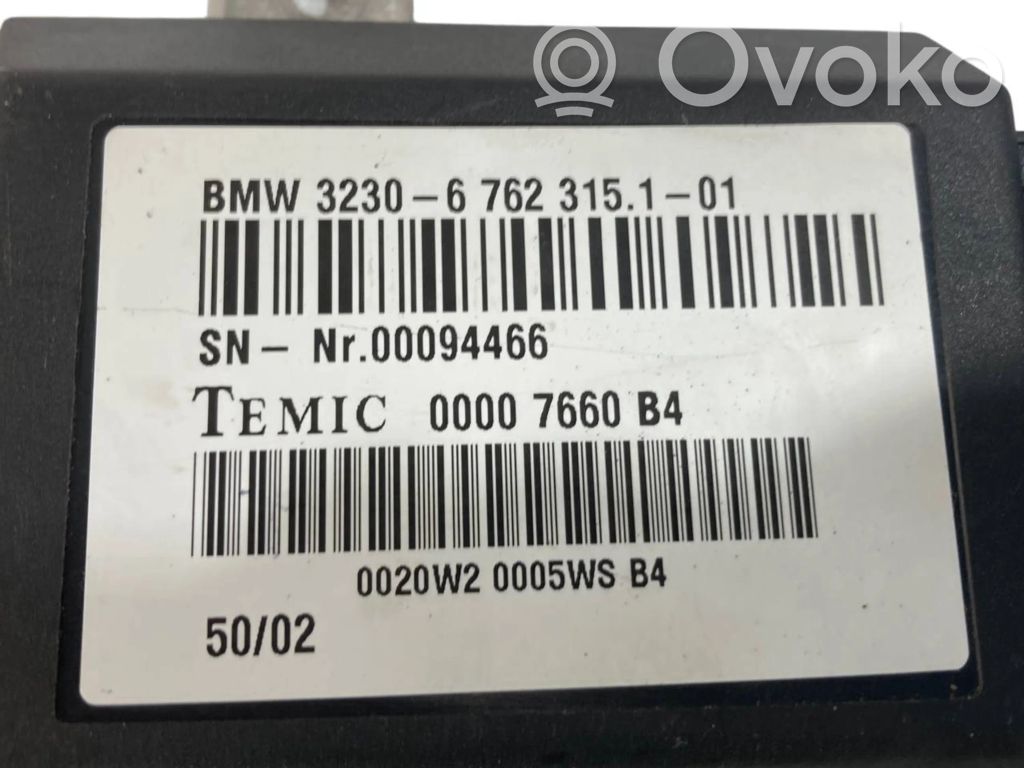 Ovoko
BMW 3230-6 762 315.1-01
SN- Nr.00094466
TEMIC 0000 7660 B4
0020W2 0005WS B4
50/02